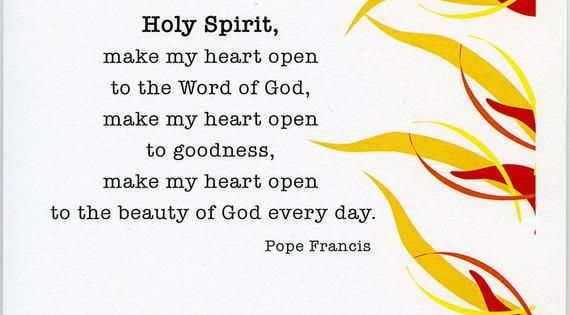 Holy Spirit,
make my heart open
to the Word of God,
make my heart open
to goodness,
make my heart open
to the beauty of God every day.
Pope Francis